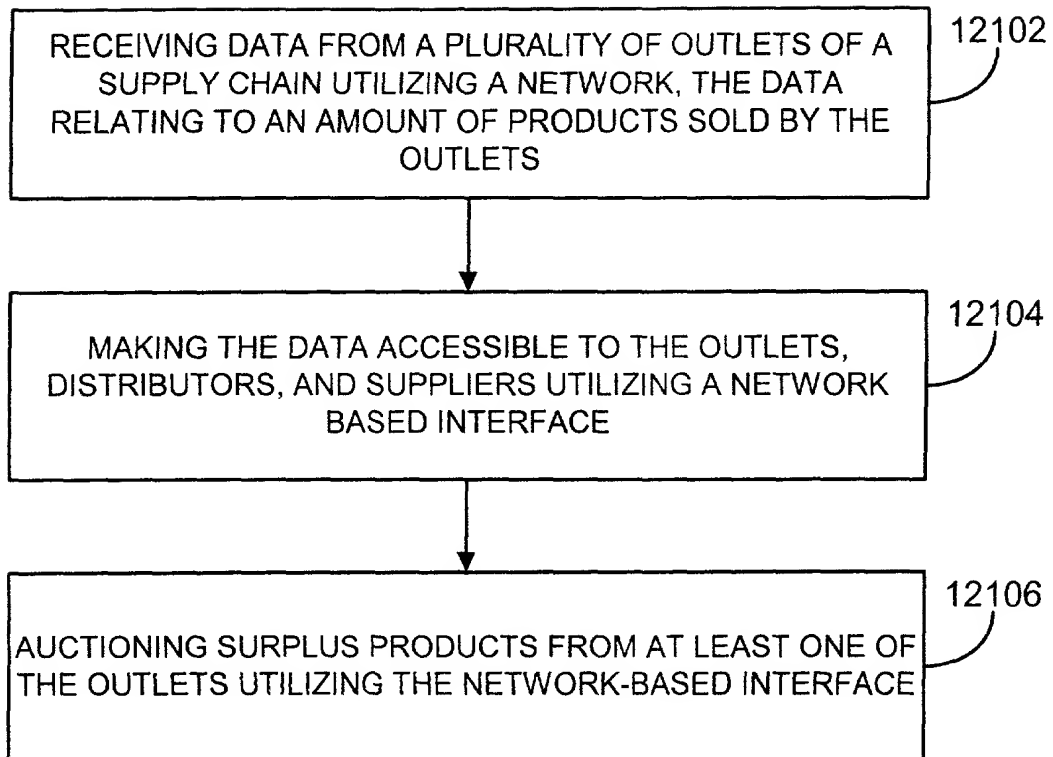 12102
RECEIVING DATA FROM A PLURALITY OF OUTLETS OF A
SUPPLY CHAIN UTILIZING A NETWORK, THE DATA
RELATING TO AN AMOUNT OF PRODUCTS SOLD BY THE
OUTLETS
12104
MAKING THE DATA ACCESSIBLE TO THE OUTLETS,
DISTRIBUTORS, AND SUPPLIERS UTILIZING A NETWORK
BASED INTERFACE
12106
AUCTIONING SURPLUS PRODUCTS FROM AT LEAST ONE OF
THE OUTLETS UTILIZING THE NETWORK-BASED INTERFACE